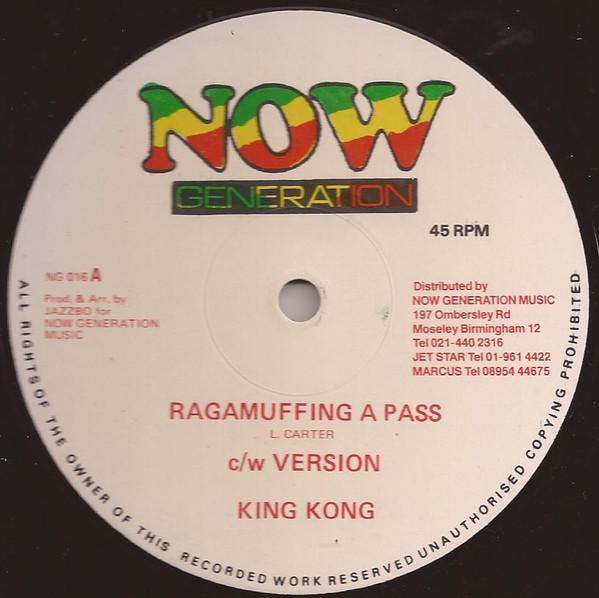 NOW
GENERATION
45 RPM
NG 016 A
Prod. & Arr. by
JAZZBO for
NOW GENERATION
MUSIC
Distributed by
NOW GENERATION MUSIC
197 Ombersley Rd
Moseley Birmingham 12
Tel 021-440 2316
JET STAR Tel 01-961 4422
MARCUS Tel 08954 44675
RAGAMUFFING A PASS
L. CARTER
c/w VERSION
KING KONG
ALL RIGHTS OF THE OWNER OF THIS RECORDED WORK RESERVED UNAUTHORISED COPYING PROHIBITED